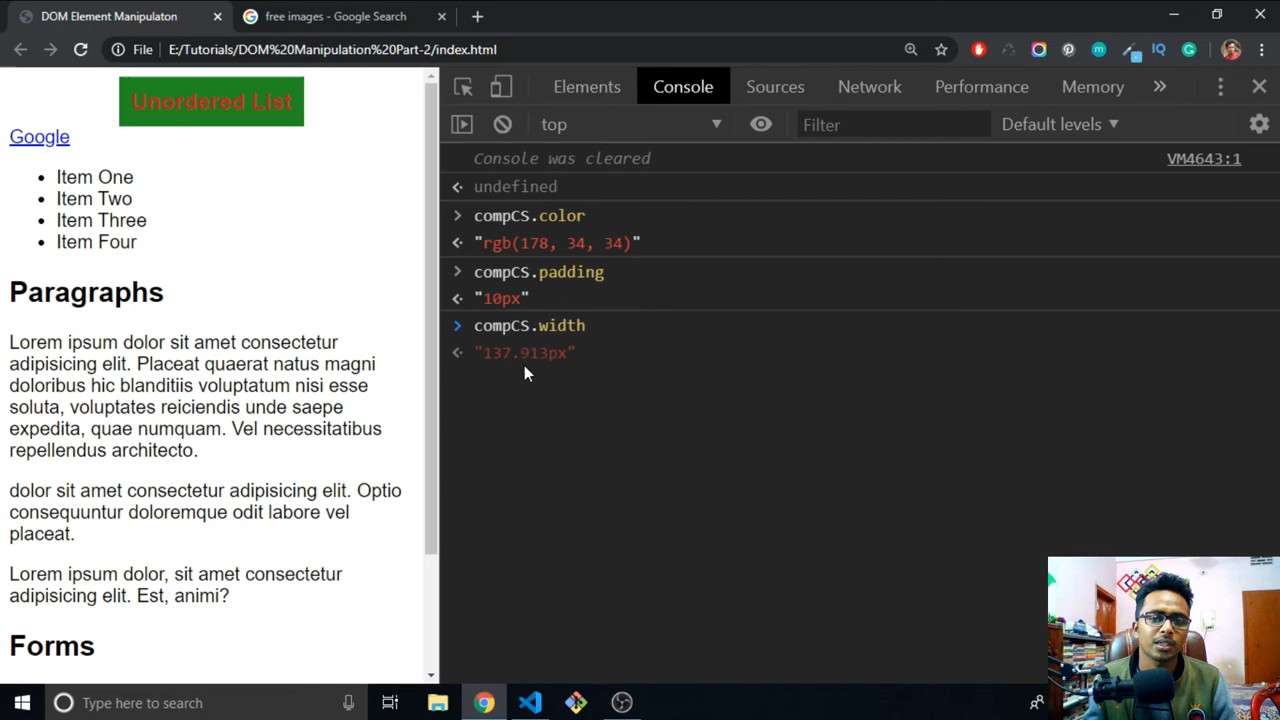 DOM Element Manipulaton
free images - Google Search
File
E:/Tutorials/DOM%20Manipulation%20Part-2/index.html
Unordered List
Google
Item One
Item Two
Item Three
Item Four
Paragraphs
Lorem ipsum dolor sit amet consectetur
adipisicing elit. Placeat quaerat natus magni
doloribus hic blanditiis voluptatum nisi esse
soluta, voluptates reiciendis unde saepe
expedita, quae numquam. Vel necessitatibus
repellendus architecto.
dolor sit amet consectetur adipisicing elit. Optio
consequuntur doloremque odit labore vel
placeat.
Lorem ipsum dolor, sit amet consectetur
adipisicing elit. Est, animi?
Forms
Elements Console Sources Network Performance Memory »
top Filter Default levels
Console was cleared VM4643:1
undefined
compCS.color
"rgb(178, 34, 34)"
compCS.padding
"10px"
compCS.width
"137.913px"
Type here to search